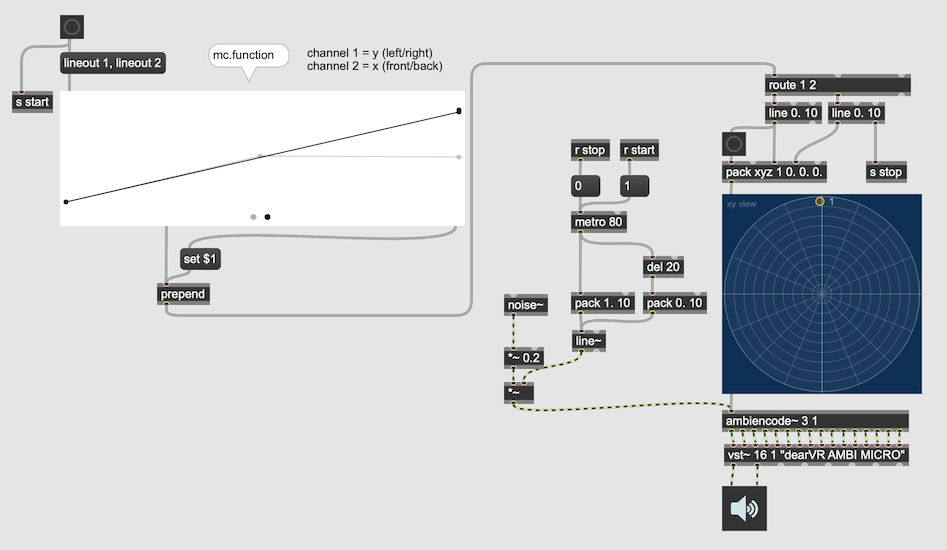 lineout 1, lineout 2
s start
mc.function
channel 1 = y (left/right)
channel 2 = x (front/back)
set $1
prepend
route 1 2
line 0. 10
line 0. 10
pack xyz 1 0. 0. 0.
s stop
r stop
r start
0
1
metro 80
del 20
pack 1. 10
pack 0. 10
noise~
line~
*~ 0.2
*~
xy view
1
ambiencode~ 3 1
vst~ 16 1 "dearVR AMBI MICRO"